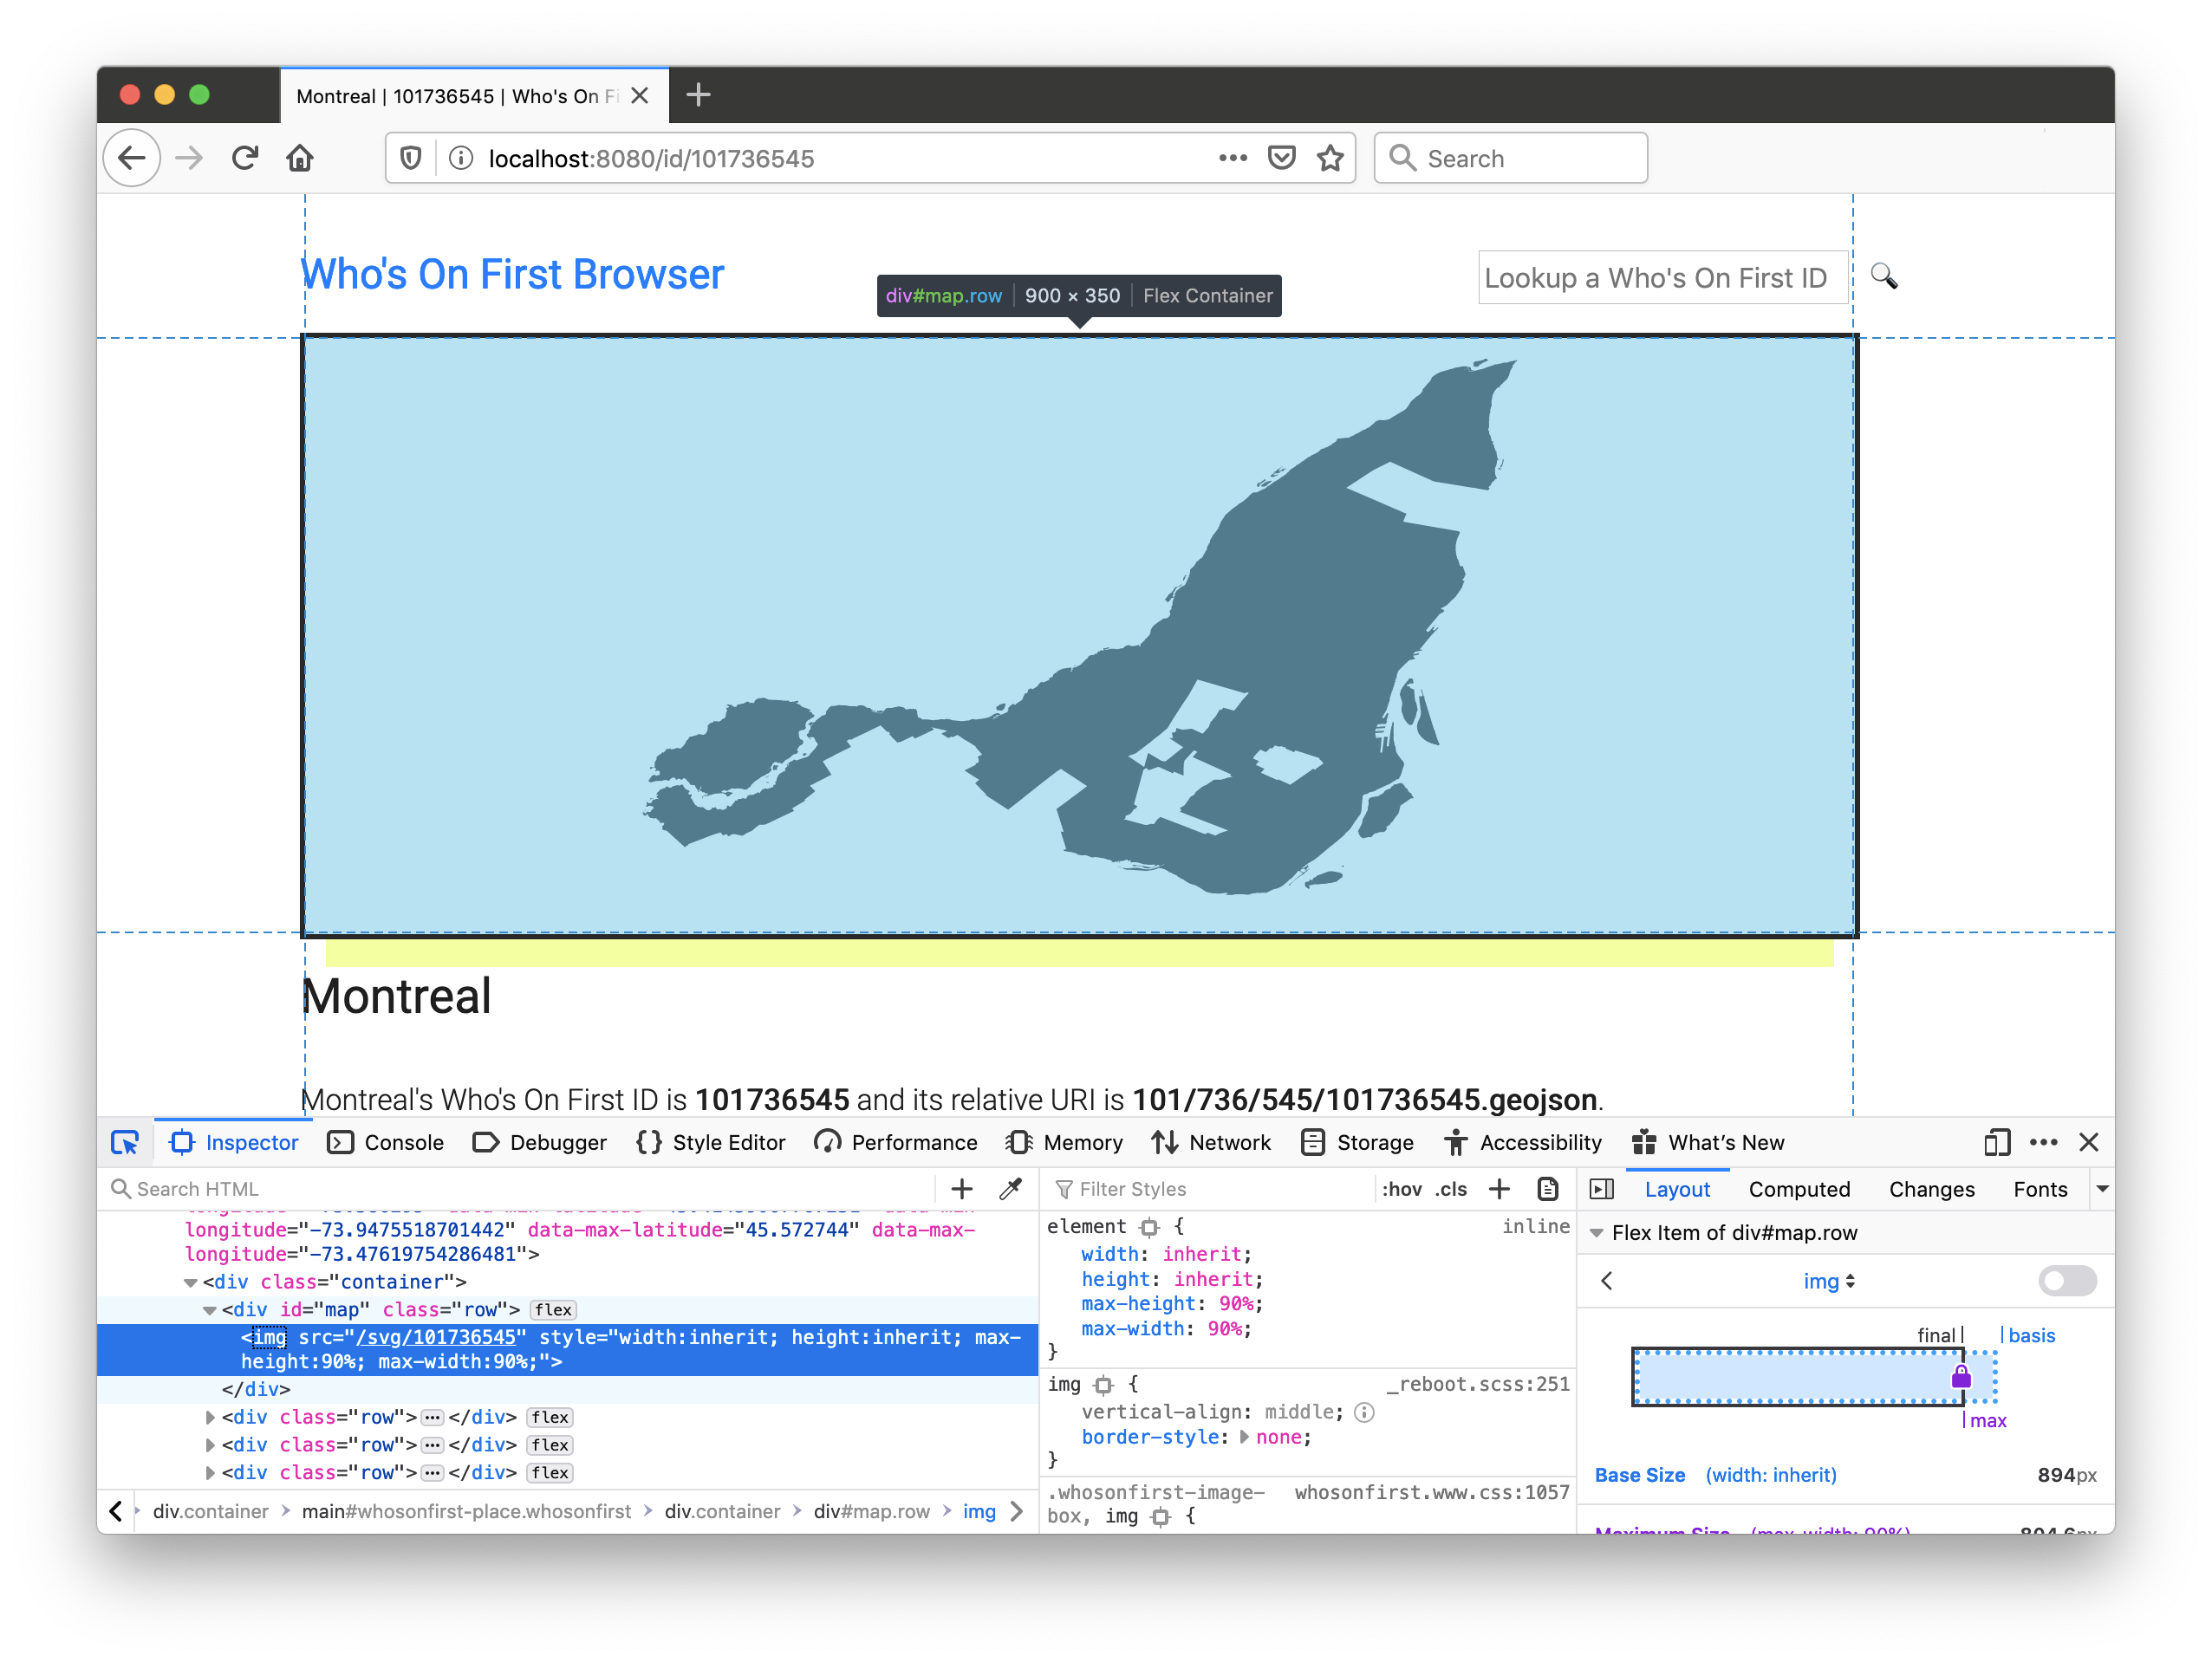 Montreal | 101736545 | Who's On Fi
localhost:8080/id/101736545
Search
Who's On First Browser
div#map.row | 900 × 350 | Flex Container
Lookup a Who's On First ID
Montreal
Montreal's Who's On First ID is 101736545 and its relative URI is 101/736/545/101736545.geojson.
Inspector
Console
Debugger
Style Editor
Performance
Memory
Network
Storage
Accessibility
What's New
Search HTML
longitude="-73.9475518701442" data-max-latitude="45.572744" data-max-
longitude="-73.47619754286481">
<div class="container">
<div id="map" class="row"> flex
<img src="/svg/101736545" style="width:inherit; height:inherit; max-
height:90%; max-width:90%;">
</div>
<div class="row"> ••• </div> flex
<div class="row"> ••• </div> flex
<div class="row"> ••• </div> flex
div.container > main#whosonfirst-place.whosonfirst > div.container > div#map.row > img
Filter Styles
:hov .cls
element { inline
width: inherit;
height: inherit;
max-height: 90%;
max-width: 90%;
}
img { _reboot.scss:251
vertical-align: middle;
border-style: none;
}
.whosonfirst-image- whosonfirst.www.css:1057
box, img {
Layout
Computed
Changes
Fonts
Flex Item of div#map.row
img
final
basis
max
Base Size (width: inherit) 894px
Maximum Size (max-width: 90%) 804.6px